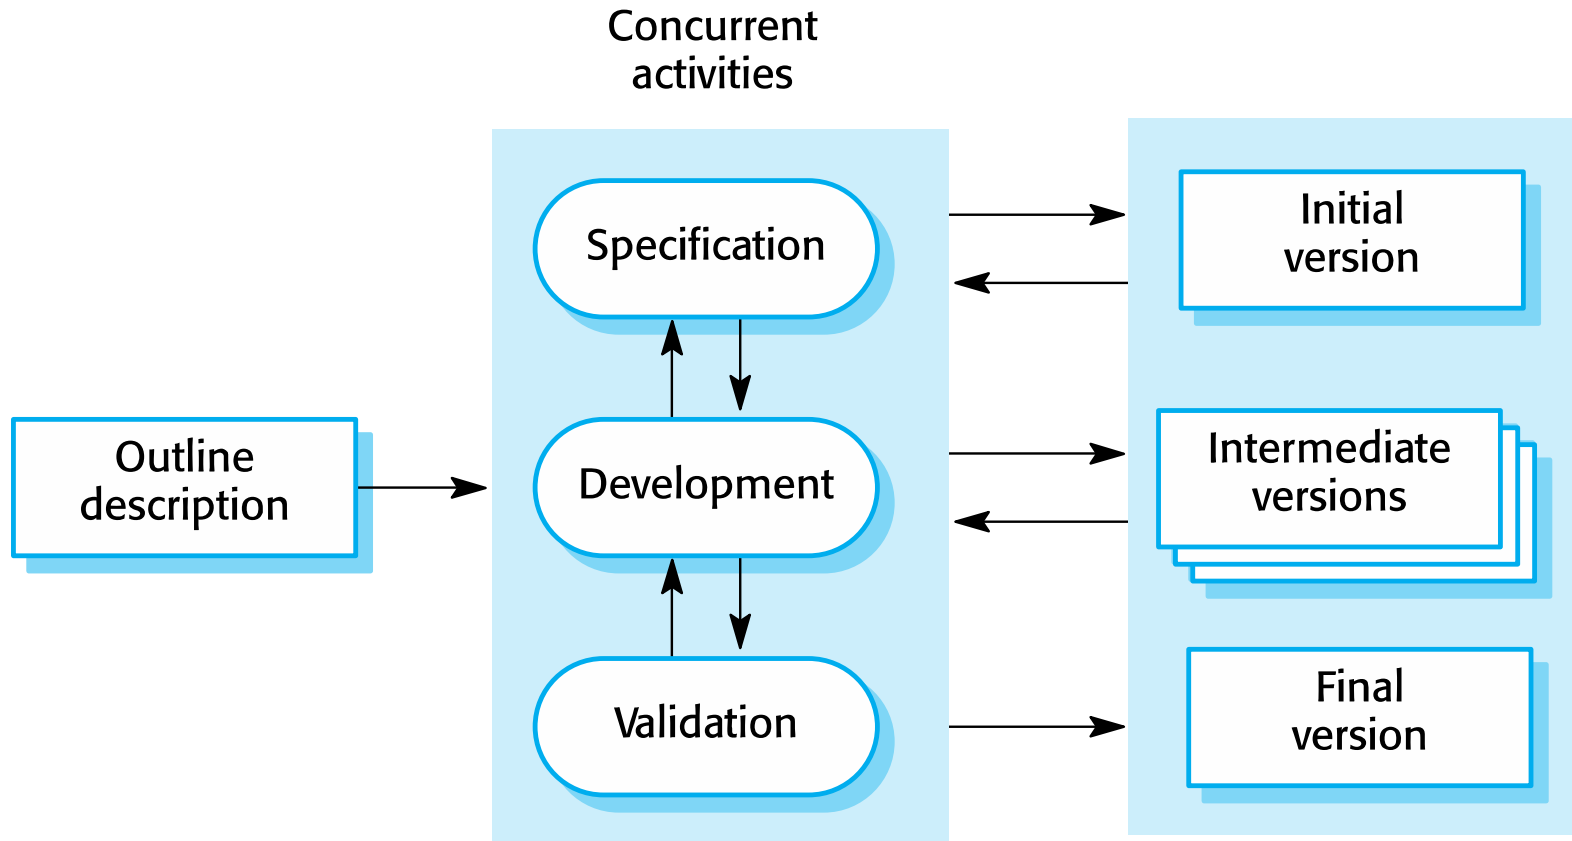 Concurrent
activities
Specification
Initial
version
Outline
description
Development
Intermediate
versions
Validation
Final
version